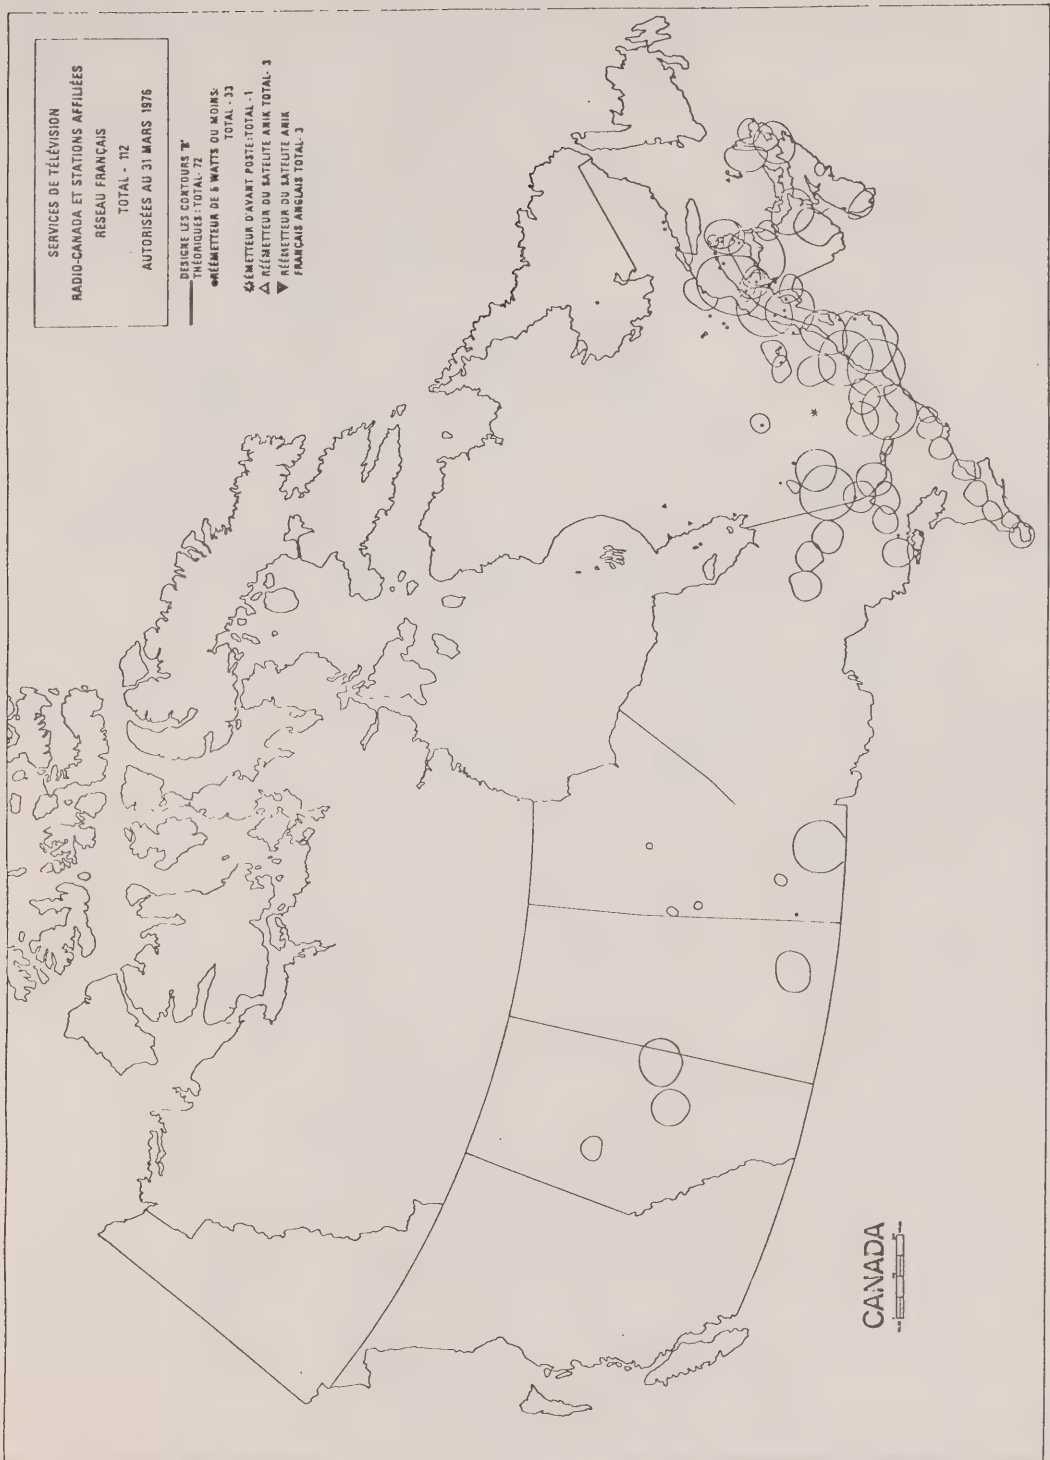 SERVICES DE TÉLÉVISION
RADIO-CANADA ET STATIONS AFFILIÉES
RÉSEAU FRANÇAIS
TOTAL - 112
AUTORISÉES AU 31 MARS 1976
DESIGNE LES CONTOURS "B"
THÉORIQUES: TOTAL- 72
RÉÉMETTEUR DE 5 WATTS OU MOINS:
TOTAL - 33
ÉMETTEUR D'AVANT POSTE: TOTAL - 1
RÉÉMETTEUR DU SATELITE ANIK TOTAL- 3
RÉÉMETTEUR DU SATELITE ANIK
FRANÇAIS ANGLAIS TOTAL- 3
CANADA